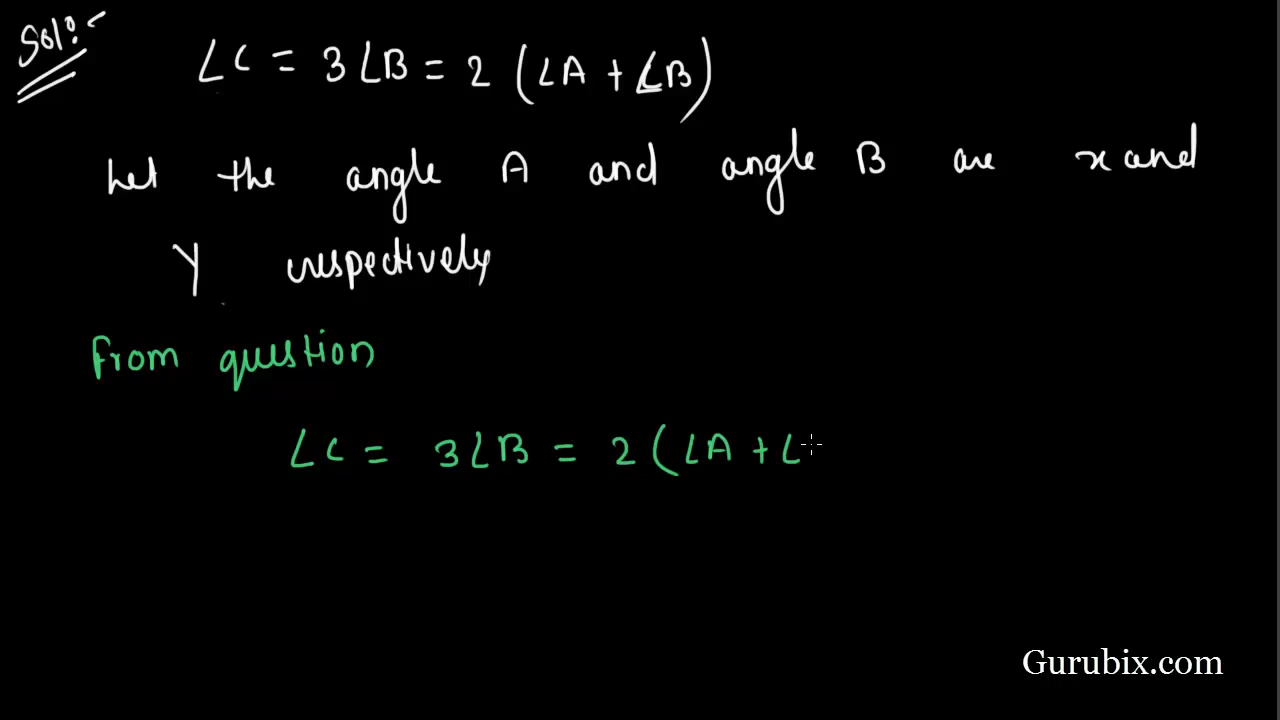 Sol:-
∠C = 3∠B = 2 (∠A + ∠B)
Let the angle A and angle B are x and
Y respectively
From question
∠C = 3∠B = 2 (∠A + ∠
Gurubix.com